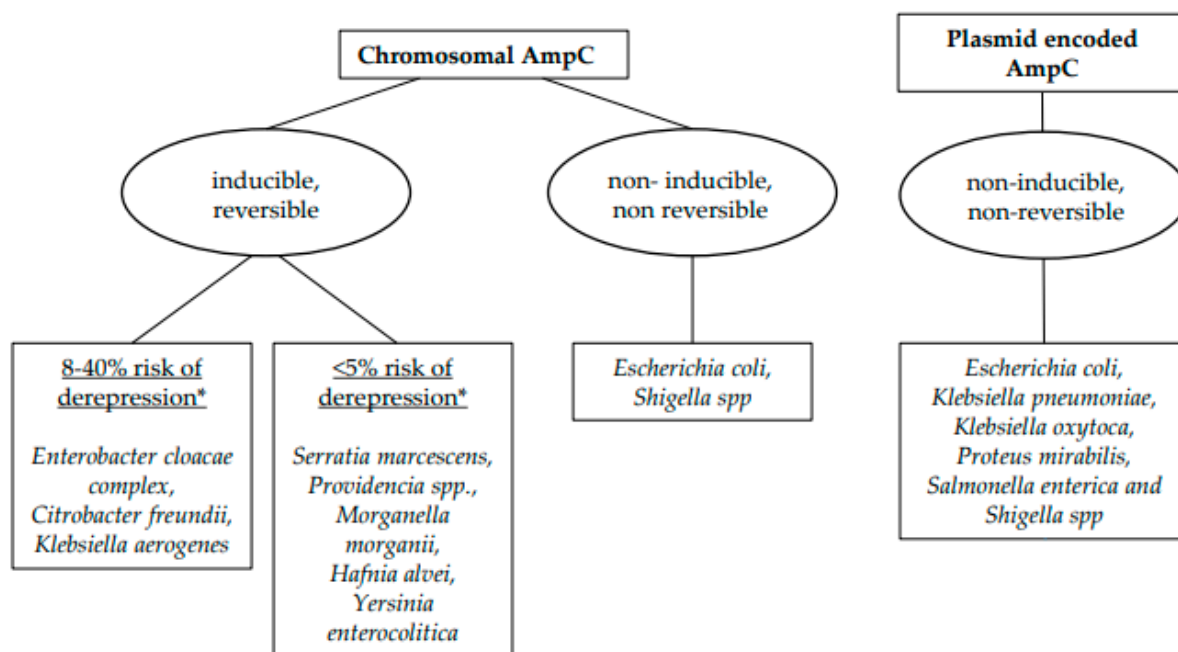 Chromosomal AmpC
Plasmid encoded
AmpC
inducible,
reversible
non- inducible,
non reversible
non-inducible,
non-reversible
8-40% risk of
derepression*
Enterobacter cloacae
complex,
Citrobacter freundii,
Klebsiella aerogenes
<5% risk of
derepression*
Serratia marcescens,
Providencia spp.,
Morganella
morganii,
Hafnia alvei,
Yersinia
enterocolitica
Escherichia coli,
Shigella spp
Escherichia coli,
Klebsiella pneumoniae,
Klebsiella oxytoca,
Proteus mirabilis,
Salmonella enterica and
Shigella spp